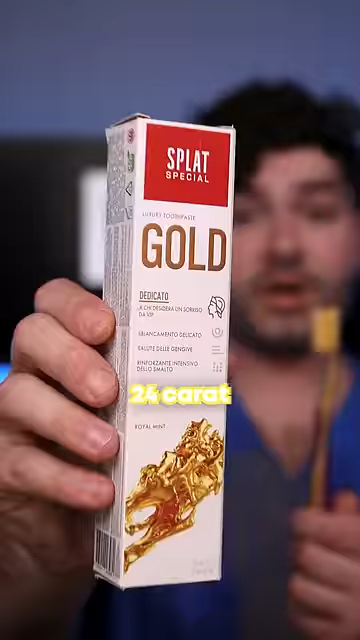 SPLAT
SPECIAL
LUXURY TOOTHPASTE
GOLD
DEDICATO
A CHI DESIDERA UN SORRISO
DA VIP
SBIANCAMENTO DELICATO
SALUTE DELLE GENGIVE
RINFORZANTE INTENSIVO
DELLO SMALTO
24 carat
ROYAL MINT